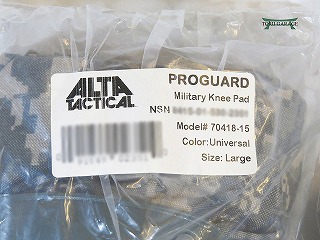 ALTA
TACTICAL
PROGUARD
Military Knee Pad
NSN
Model# 70418-15
Color:Universal
Size: Large